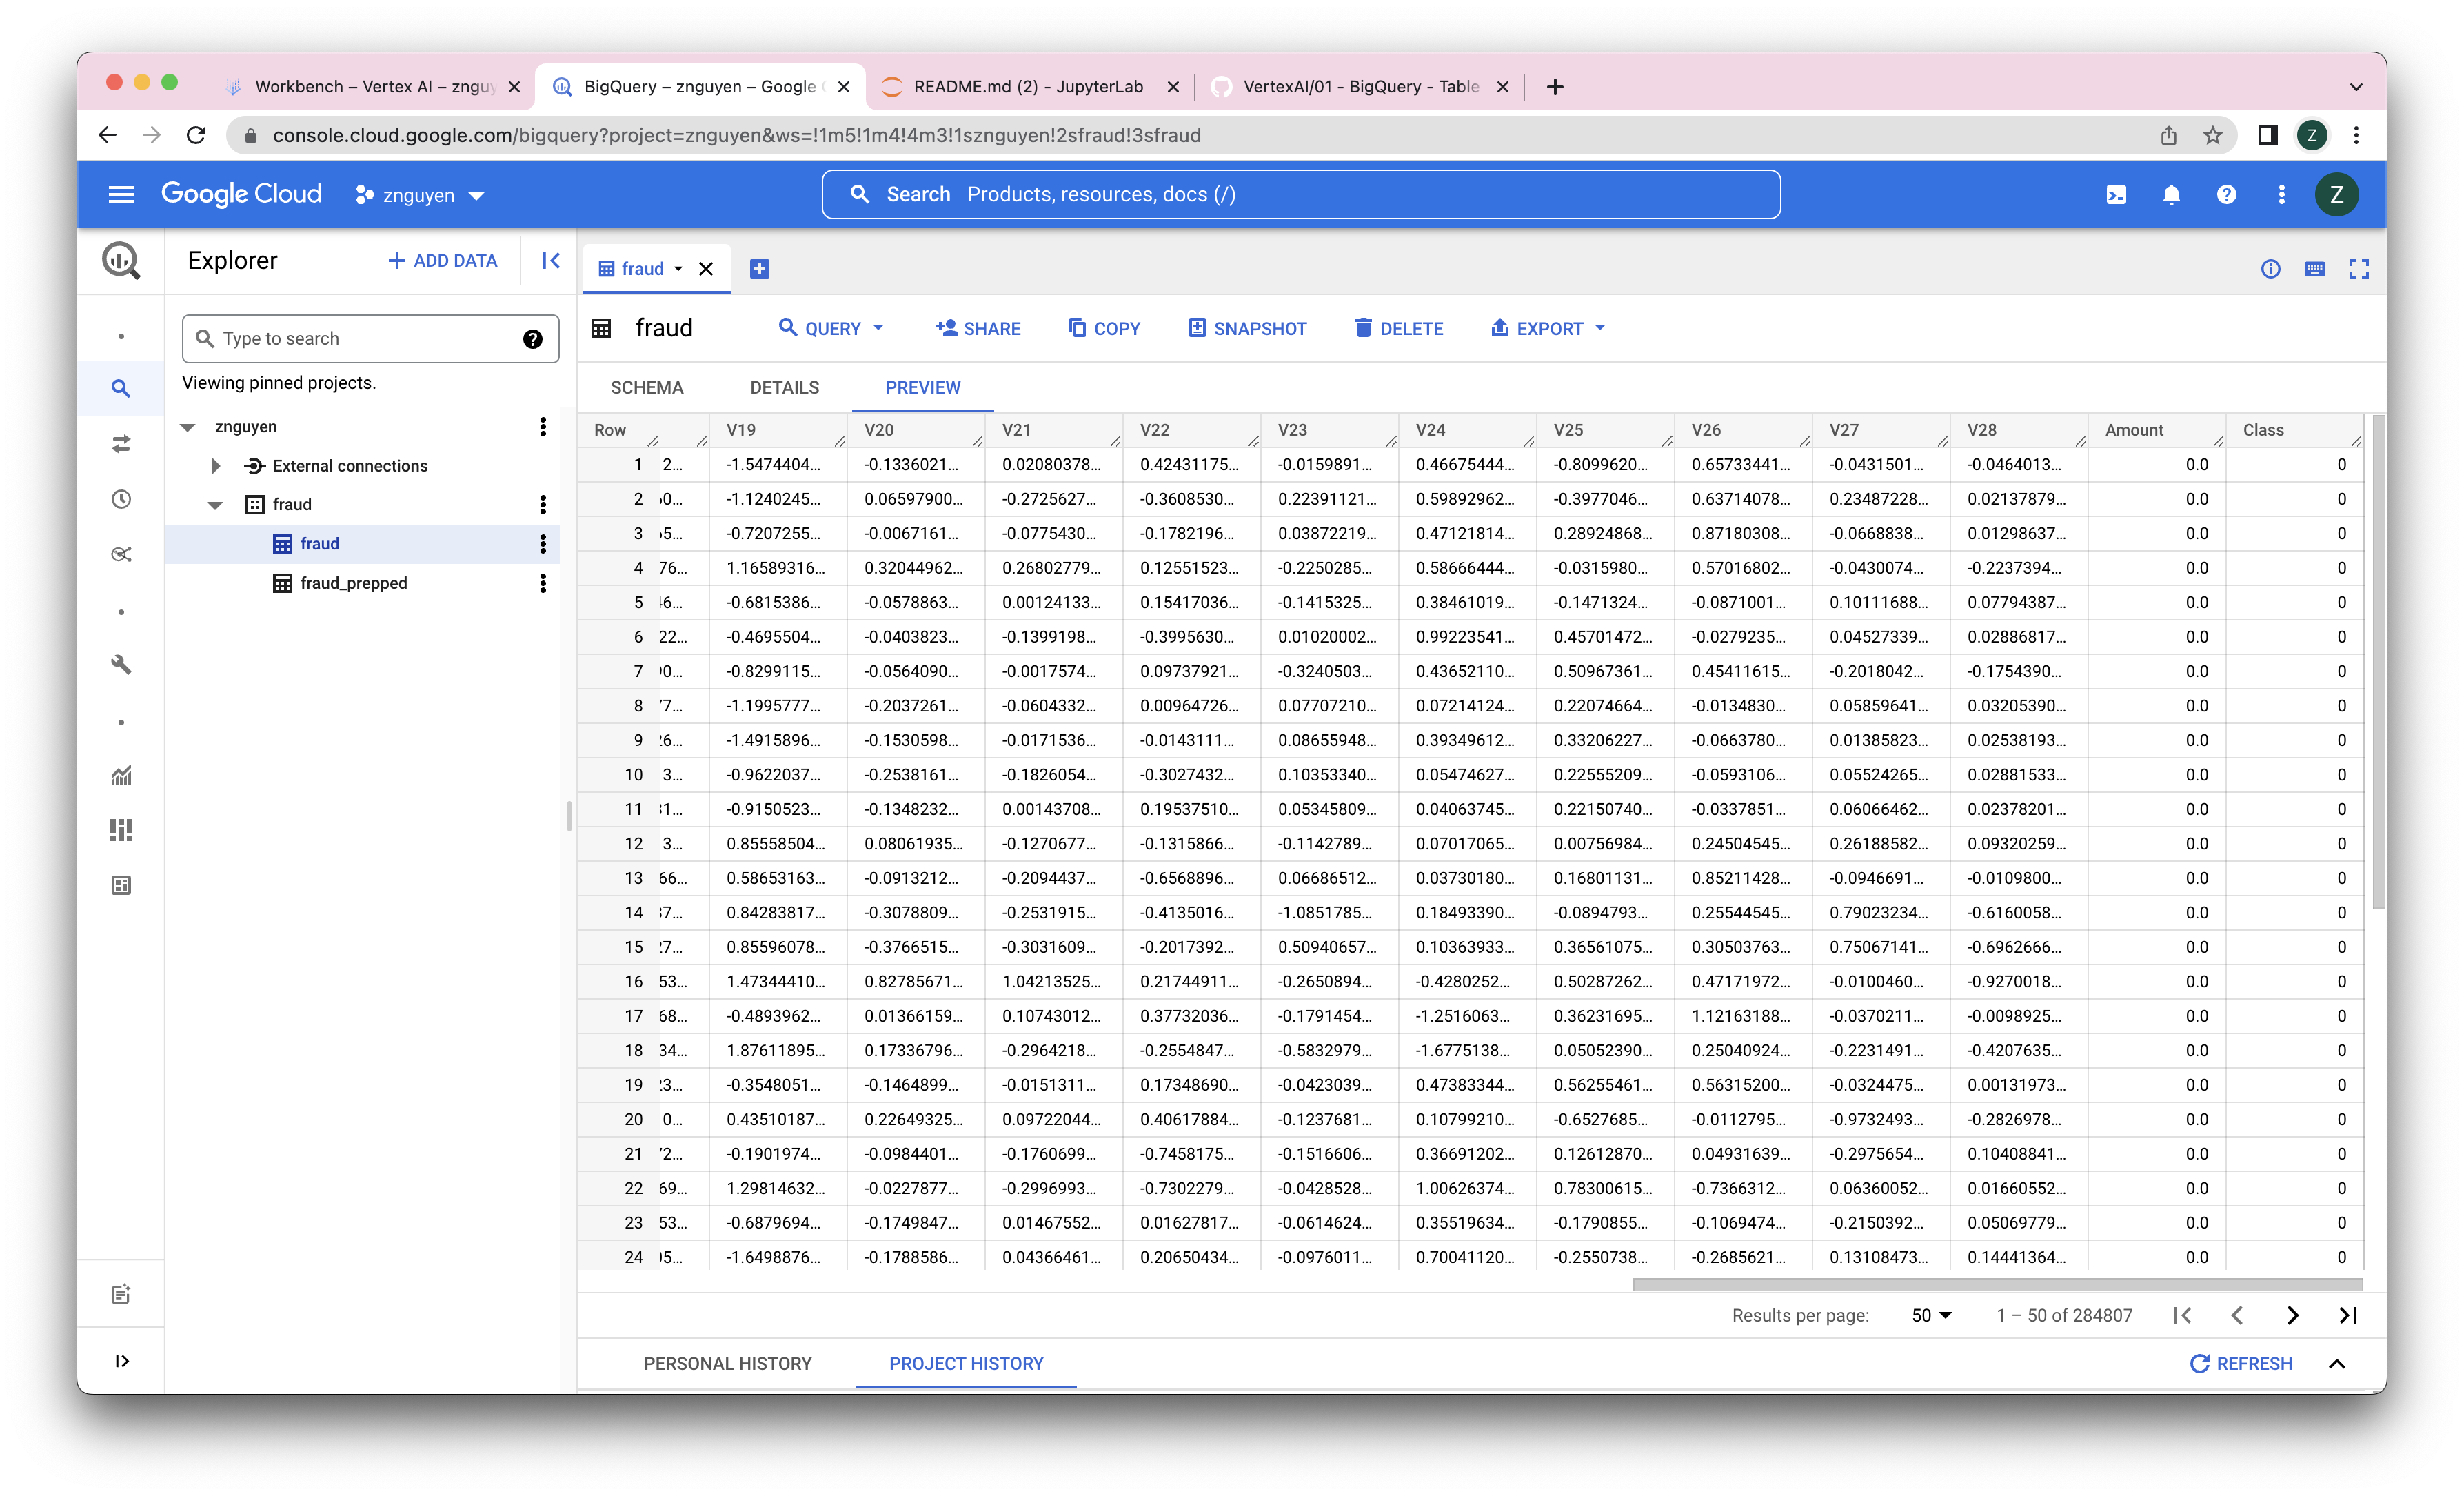 Workbench – Vertex AI – zngu
BigQuery – znguyen – Google
README.md (2) - JupyterLab
VertexAI/01 - BigQuery - Table
console.cloud.google.com/bigquery?project=znguyen&ws=!1m5!1m4!4m3!1sznguyen!2sfraud!3sfraud
Z
Google Cloud znguyen Search Products, resources, docs (/) Z
Explorer + ADD DATA
fraud
Type to search
Viewing pinned projects.
znguyen
External connections
fraud
fraud
fraud_prepped
fraud QUERY SHARE COPY SNAPSHOT DELETE EXPORT
SCHEMA DETAILS PREVIEW
Row V19 V20 V21 V22 V23 V24 V25 V26 V27 V28 Amount Class
1 2... -1.5474404... -0.1336021... 0.02080378... 0.42431175... -0.0159891... 0.46675444... -0.8099620... 0.65733441... -0.0431501... -0.0464013... 0.0 0
2 60... -1.1240245... 0.06597900... -0.2725627... -0.3608530... 0.22391121... 0.59892962... -0.3977046... 0.63714078... 0.23487228... 0.02137879... 0.0 0
3 65... -0.7207255... -0.0067161... -0.0775430... -0.1782196... 0.03872219... 0.47121814... 0.28924868... 0.87180308... -0.0668838... 0.01298637... 0.0 0
4 76... 1.16589316... 0.32044962... 0.26802779... 0.12551523... -0.2250285... 0.58666444... -0.0315980... 0.57016802... -0.0430074... -0.2237394... 0.0 0
5 46... -0.6815386... -0.0578863... 0.00124133... 0.15417036... -0.1415325... 0.38461019... -0.1471324... -0.0871001... 0.10111688... 0.07794387... 0.0 0
6 22... -0.4695504... -0.0403823... -0.1399198... -0.3995630... 0.01020002... 0.99223541... 0.45701472... -0.0279235... 0.04527339... 0.02886817... 0.0 0
7 90... -0.8299115... -0.0564090... -0.0017574... 0.09737921... -0.3240503... 0.43652110... 0.50967361... 0.45411615... -0.2018042... -0.1754390... 0.0 0
8 77... -1.1995777... -0.2037261... -0.0604332... 0.00964726... 0.07707210... 0.07214124... 0.22074664... -0.0134830... 0.05859641... 0.03205390... 0.0 0
9 26... -1.4915896... -0.1530598... -0.0171536... -0.0143111... 0.08655948... 0.39349612... 0.33206227... -0.0663780... 0.01385823... 0.02538193... 0.0 0
10 3... -0.9622037... -0.2538161... -0.1826054... -0.3027432... 0.10353340... 0.05474627... 0.22555209... -0.0593106... 0.05524265... 0.02881533... 0.0 0
11 31... -0.9150523... -0.1348232... 0.00143708... 0.19537510... 0.05345809... 0.04063745... 0.22150740... -0.0337851... 0.06066462... 0.02378201... 0.0 0
12 3... 0.85558504... 0.08061935... -0.1270677... -0.1315866... -0.1142789... 0.07017065... 0.00756984... 0.24504545... 0.26188582... 0.09320259... 0.0 0
13 66... 0.58653163... -0.0913212... -0.2094437... -0.6568896... 0.06686512... 0.03730180... 0.16801131... 0.85211428... -0.0946691... -0.0109800... 0.0 0
14 37... 0.84283817... -0.3078809... -0.2531915... -0.4135016... -1.0851785... 0.18493390... -0.0894793... 0.25544545... 0.79023234... -0.6160058... 0.0 0
15 27... 0.85596078... -0.3766515... -0.3031609... -0.2017392... 0.50940657... 0.10363933... 0.36561075... 0.30503763... 0.75067141... -0.6962666... 0.0 0
16 53... 1.47344410... 0.82785671... 1.04213525... 0.21744911... -0.2650894... -0.4280252... 0.50287262... 0.47171972... -0.0100460... -0.9270018... 0.0 0
17 68... -0.4893962... 0.01366159... 0.10743012... 0.37732036... -0.1791454... -1.2516063... 0.36231695... 1.12163188... -0.0370211... -0.0098925... 0.0 0
18 34... 1.87611895... 0.17336796... -0.2964218... -0.2554847... -0.5832979... -1.6775138... 0.05052390... 0.25040924... -0.2231491... -0.4207635... 0.0 0
19 23... -0.3548051... -0.1464899... -0.0151311... 0.17348690... -0.0423039... 0.47383344... 0.56255461... 0.56315200... -0.0324475... 0.00131973... 0.0 0
20 0... 0.43510187... 0.22649325... 0.09722044... 0.40617884... -0.1237681... 0.10799210... -0.6527685... -0.0112795... -0.9732493... -0.2826978... 0.0 0
21 72... -0.1901974... -0.0984401... -0.1760699... -0.7458175... -0.1516606... 0.36691202... 0.12612870... 0.04931639... -0.2975654... 0.10408841... 0.0 0
22 69... 1.29814632... -0.0227877... -0.2996993... -0.7302279... -0.0428528... 1.00626374... 0.78300615... -0.7366312... 0.06360052... 0.01660552... 0.0 0
23 53... -0.6879694... -0.1749847... 0.01467552... 0.01627817... -0.0614624... 0.35519634... -0.1790855... -0.1069474... -0.2150392... 0.05069779... 0.0 0
24 05... -1.6498876... -0.1788586... 0.04366461... 0.20650434... -0.0976011... 0.70041120... -0.2550738... -0.2685621... 0.13108473... 0.14441364... 0.0 0
Results per page: 50 1 – 50 of 284807
PERSONAL HISTORY PROJECT HISTORY REFRESH